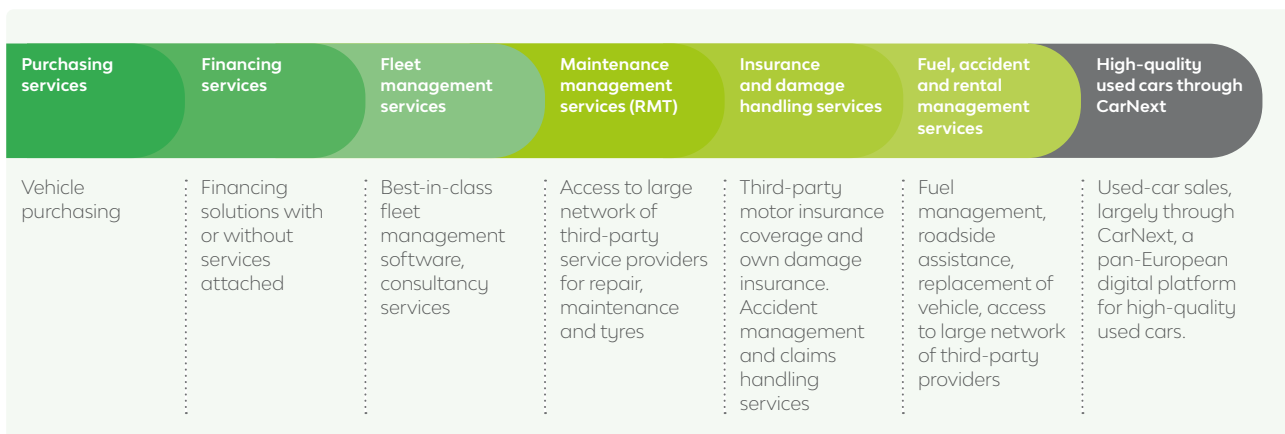 Purchasing
services
Financing
services
Fleet
management
services
Maintenance
management
services (RMT)
Insurance
and damage
handling services
Fuel, accident
and rental
management
services
High-quality
used cars through
CarNext
Vehicle
purchasing
Financing
solutions with
or without
services
attached
Best-in-class
fleet
management
software,
consultancy
services
Access to large
network of
third-party
service providers
for repair,
maintenance
and tyres
Third-party
motor insurance
coverage and
own damage
insurance.
Accident
management
and claims
handling
services
Fuel
management,
roadside
assistance,
replacement of
vehicle, access
to large network
of third-party
providers
Used-car sales,
largely through
CarNext, a
pan-European
digital platform
for high-quality
used cars.